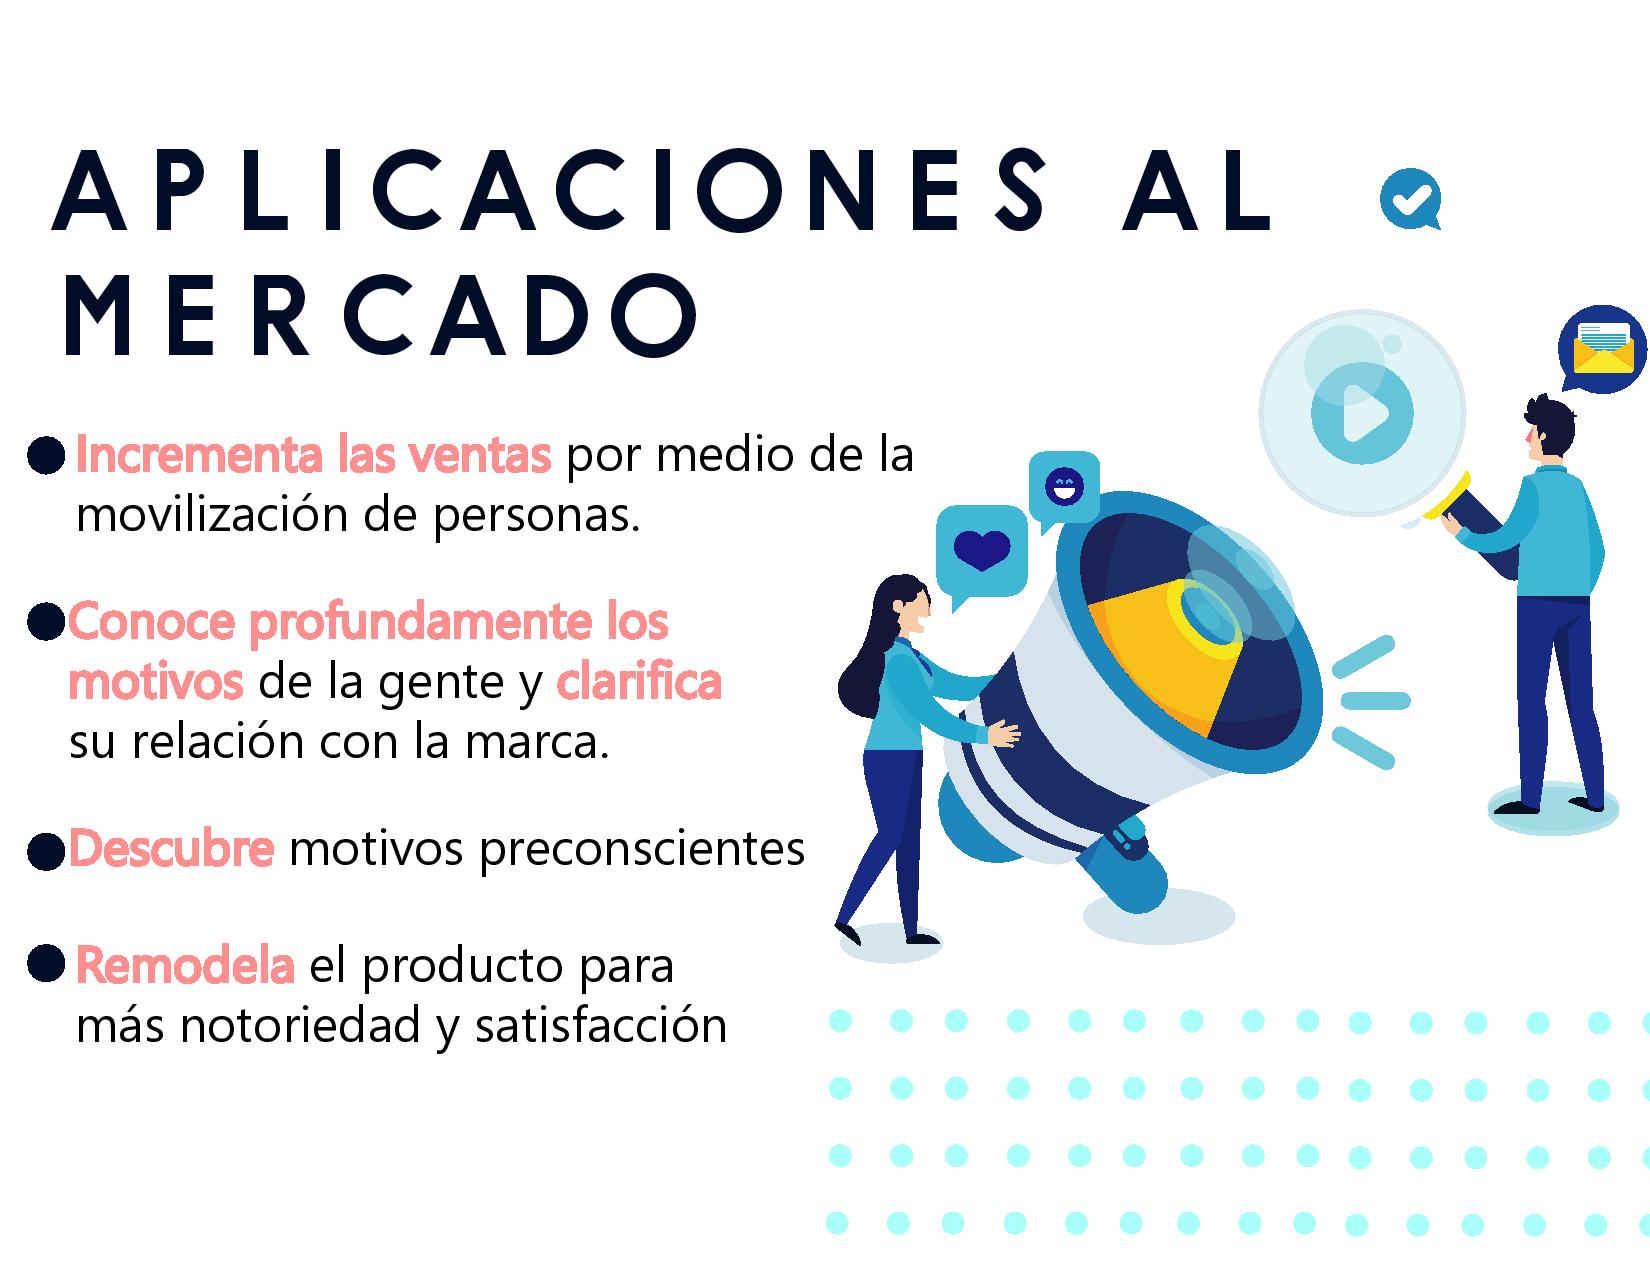 APLICACIONES AL
MERCADO
Incrementa las ventas por medio de la
movilización de personas.
Conoce profundamente los
motivos de la gente y clarifica
su relación con la marca.
Descubre motivos preconscientes
Remodela el producto para
más notoriedad y satisfacción